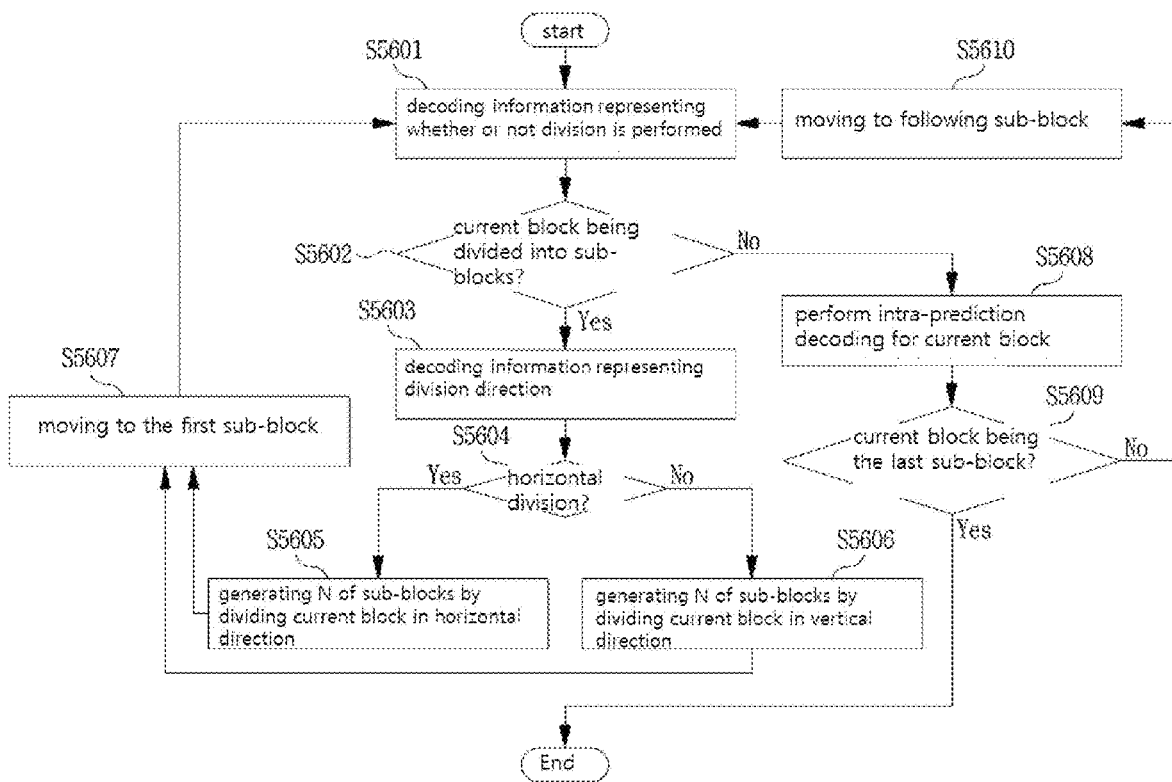 start
S5601
decoding information representing
whether or not division is performed
S5610
moving to following sub-block
S5602
current block being
divided into sub-
blocks?
No
Yes
S5603
decoding information representing
division direction
S5608
perform intra-prediction
decoding for current block
S5607
moving to the first sub-block
S5604
horizontal
division?
Yes
No
S5609
current block being
the last sub-block?
No
Yes
S5605
generating N of sub-blocks by
dividing current block in horizontal
direction
S5606
generating N of sub-blocks by
dividing current block in vertical
direction
End